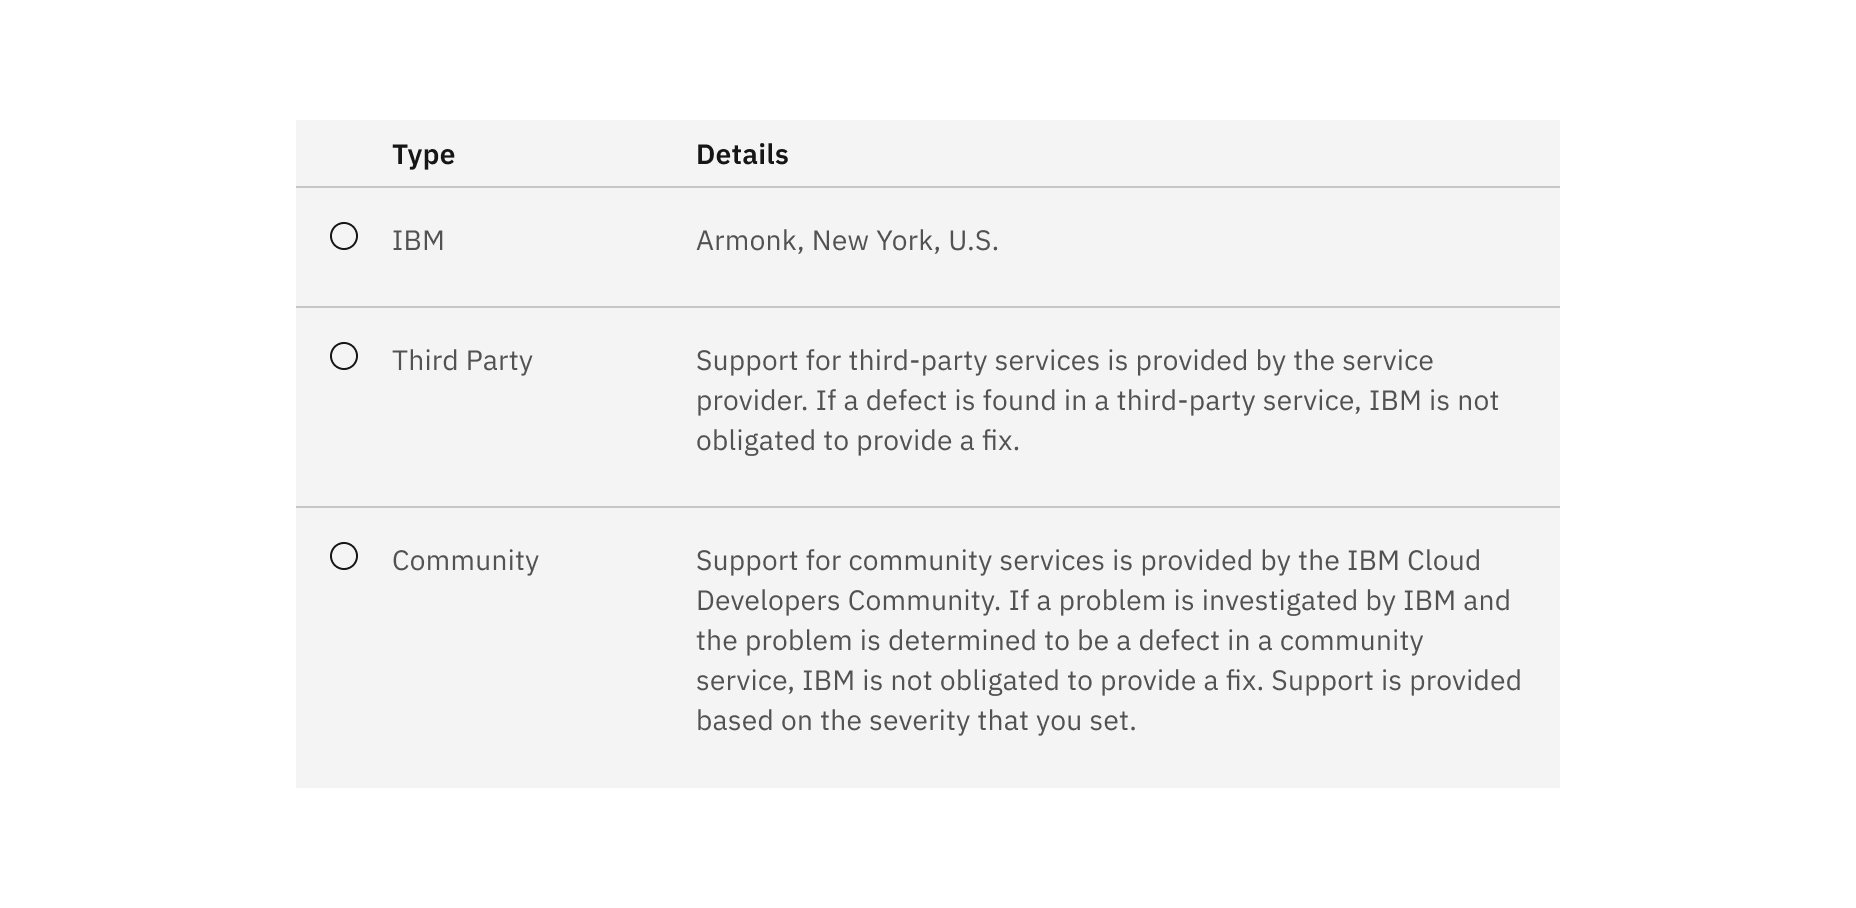 Type Details
IBM Armonk, New York, U.S.
Third Party Support for third-party services is provided by the service
provider. If a defect is found in a third-party service, IBM is not
obligated to provide a fix.
Community Support for community services is provided by the IBM Cloud
Developers Community. If a problem is investigated by IBM and
the problem is determined to be a defect in a community
service, IBM is not obligated to provide a fix. Support is provided
based on the severity that you set.